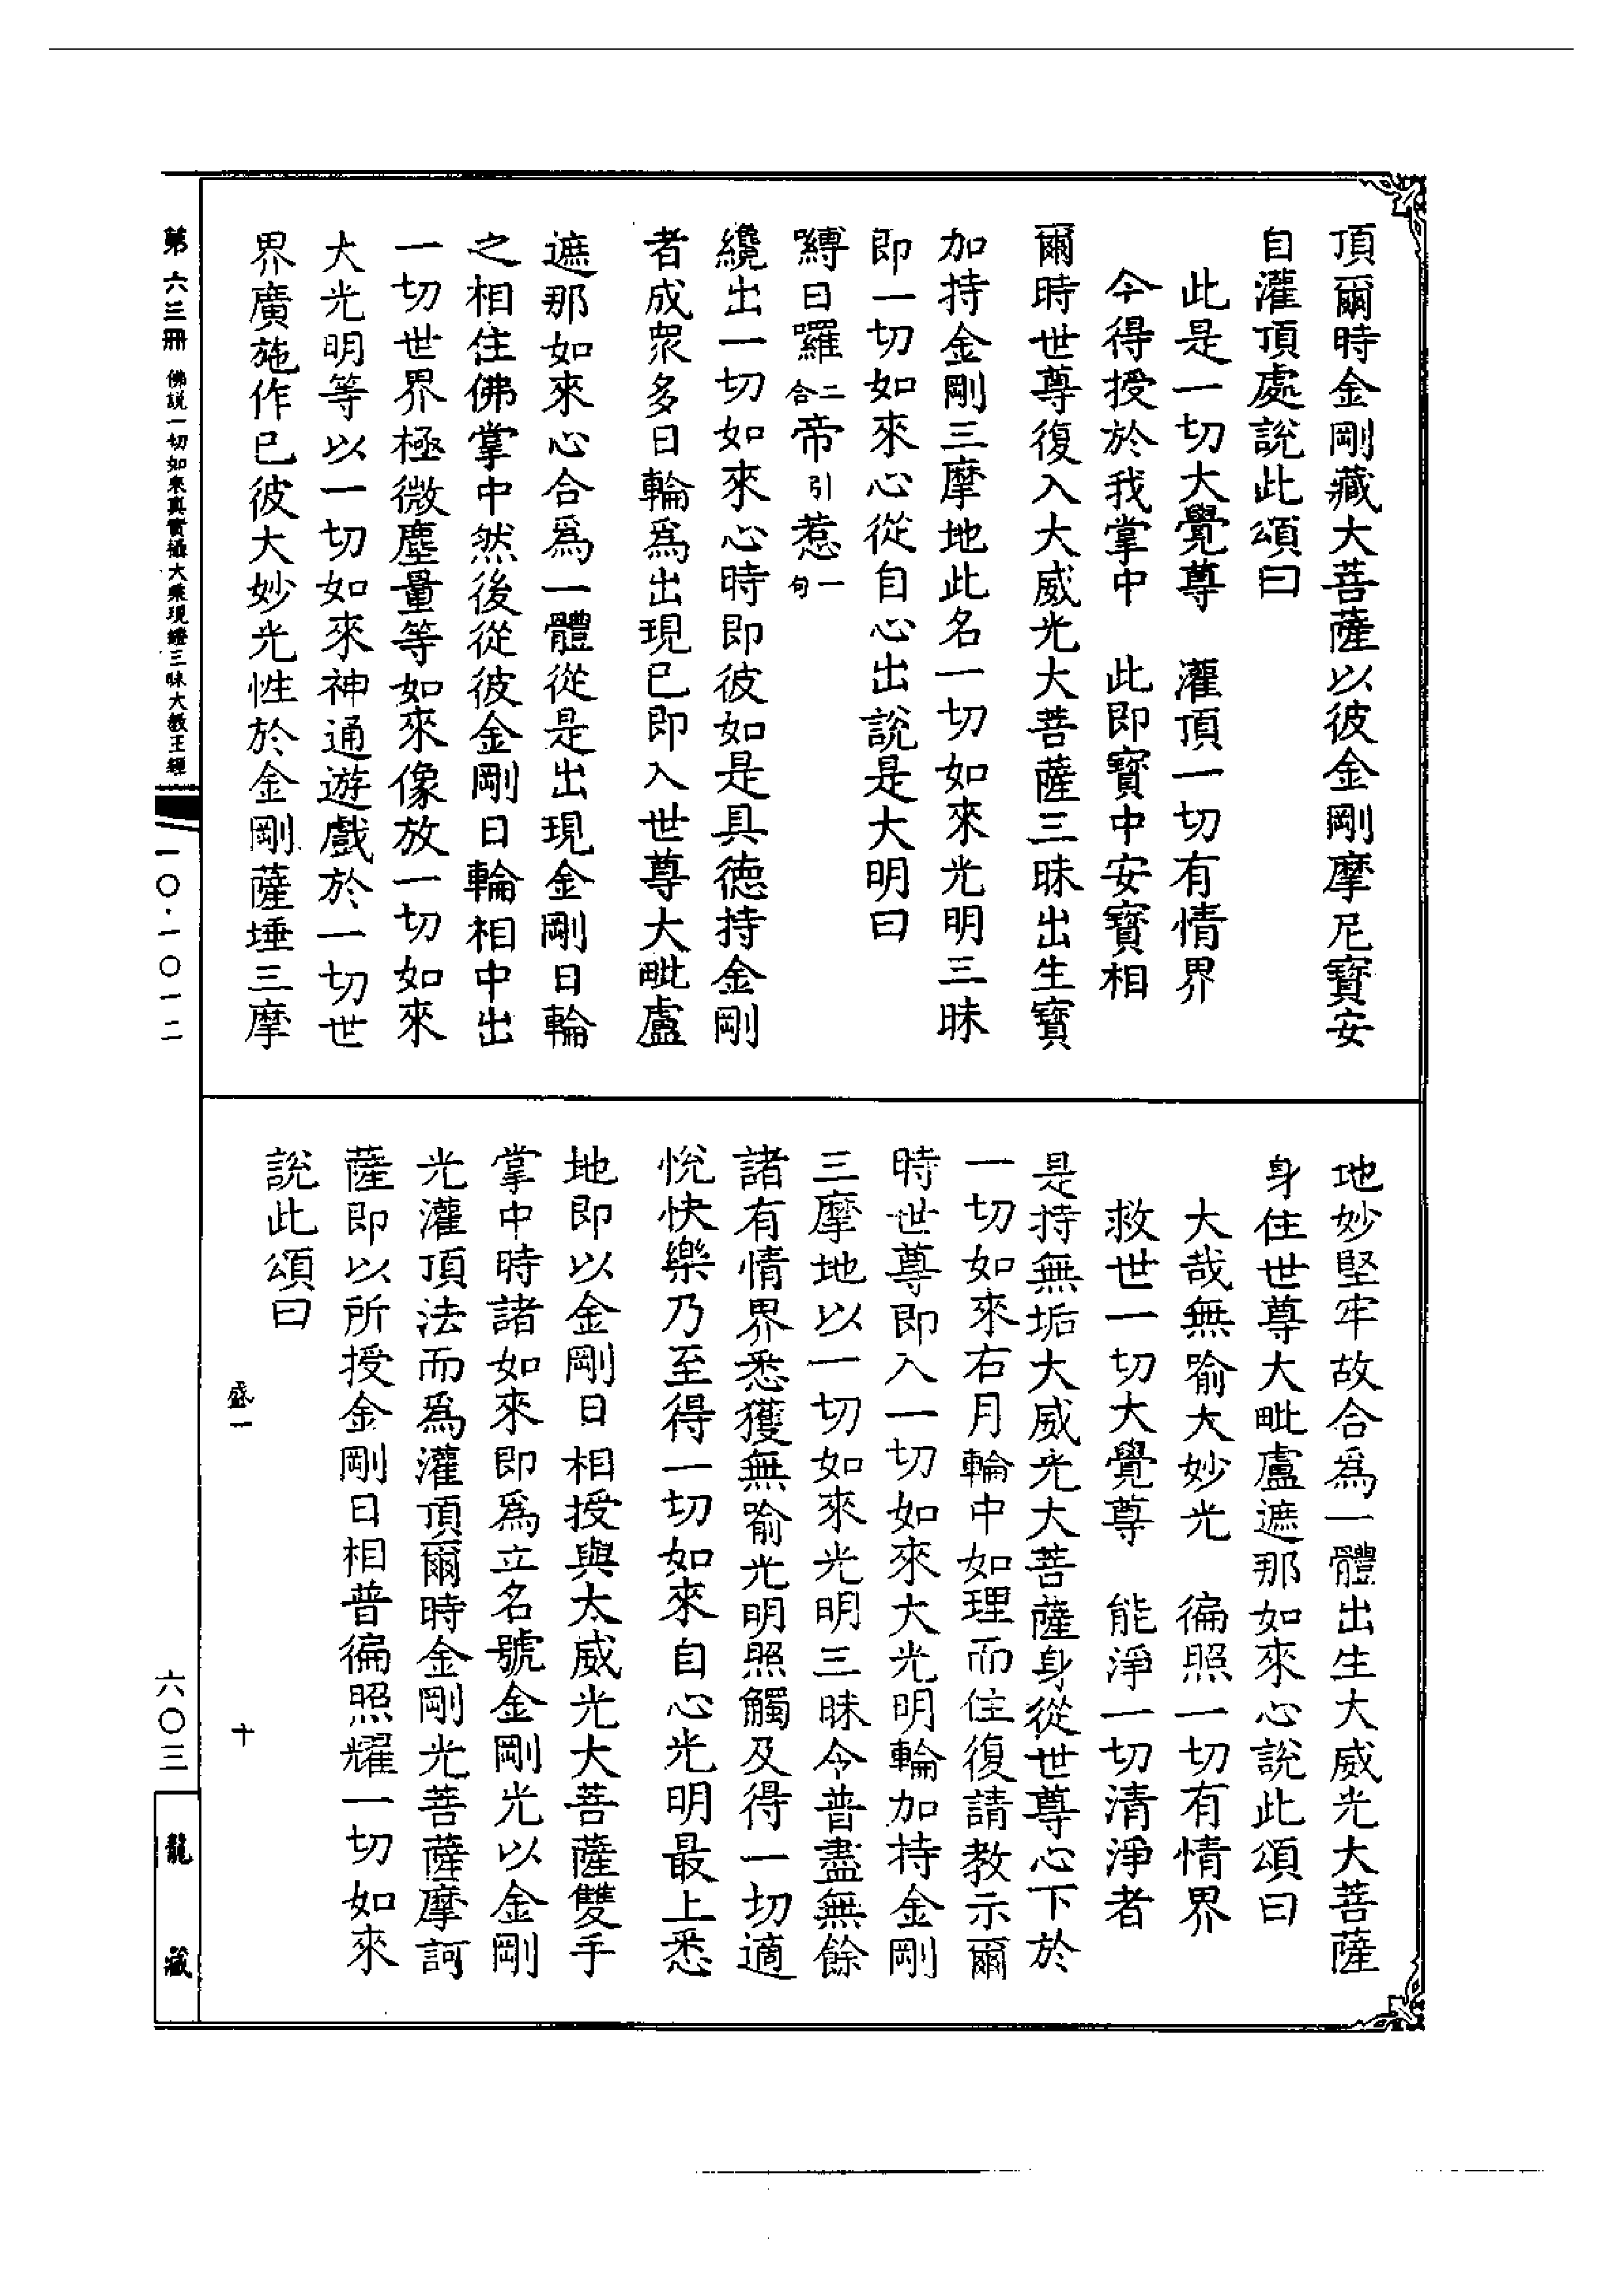 頂爾時金剛藏大菩薩以彼金剛摩尼寶安
自灌頂處說此頌曰
此是一切大覺尊　灌頂一切有情界
今得授於我掌中　此即寶中安寶相
爾時世尊復入大威光大菩薩三昧出生寶
加持金剛三摩地此名一切如來光明三昧
即一切如來心從自心出說是大明曰
縛日囉二合帝引惹一句
纔出一切如來心時即彼如是具德持金剛
者成衆多日輪爲出現已即入世尊大毗盧
遮那如來心合爲一體從是出現金剛日輪
之相住佛掌中然後從彼金剛日輪相中出
一切世界極微塵量等如來像放一切如來
大光明等以一切如來神通遊戲於一切世
界廣施作已彼大妙光性於金剛薩埵三摩
地妙堅牢故合爲一體出生大威光大菩薩
身住世尊大毗盧遮那如來心說此頌曰
大哉無喻大妙光　徧照一切有情界
救世一切大覺尊　能淨一切清淨者
是持無垢大威光大菩薩身從世尊心下於
一切如來右月輪中如理而住復請教示爾
時世尊即入一切如來大光明輪加持金剛
三摩地以一切如來光明三昧令普盡無餘
諸有情界悉獲無喻光明照觸及得一切適
悅快樂乃至得一切如來自心光明最上悉
地即以金剛日相授與大威光大菩薩雙手
掌中時諸如來即爲立名號金剛光以金剛
光灌頂法而爲灌頂爾時金剛光菩薩摩訶
薩即以所授金剛日相普徧照耀一切如來
說此頌曰
盛一　十
第六三冊　佛説一切如來真實攝大乘現證三昧大教王經
一〇·一〇一二
六〇三
龍藏